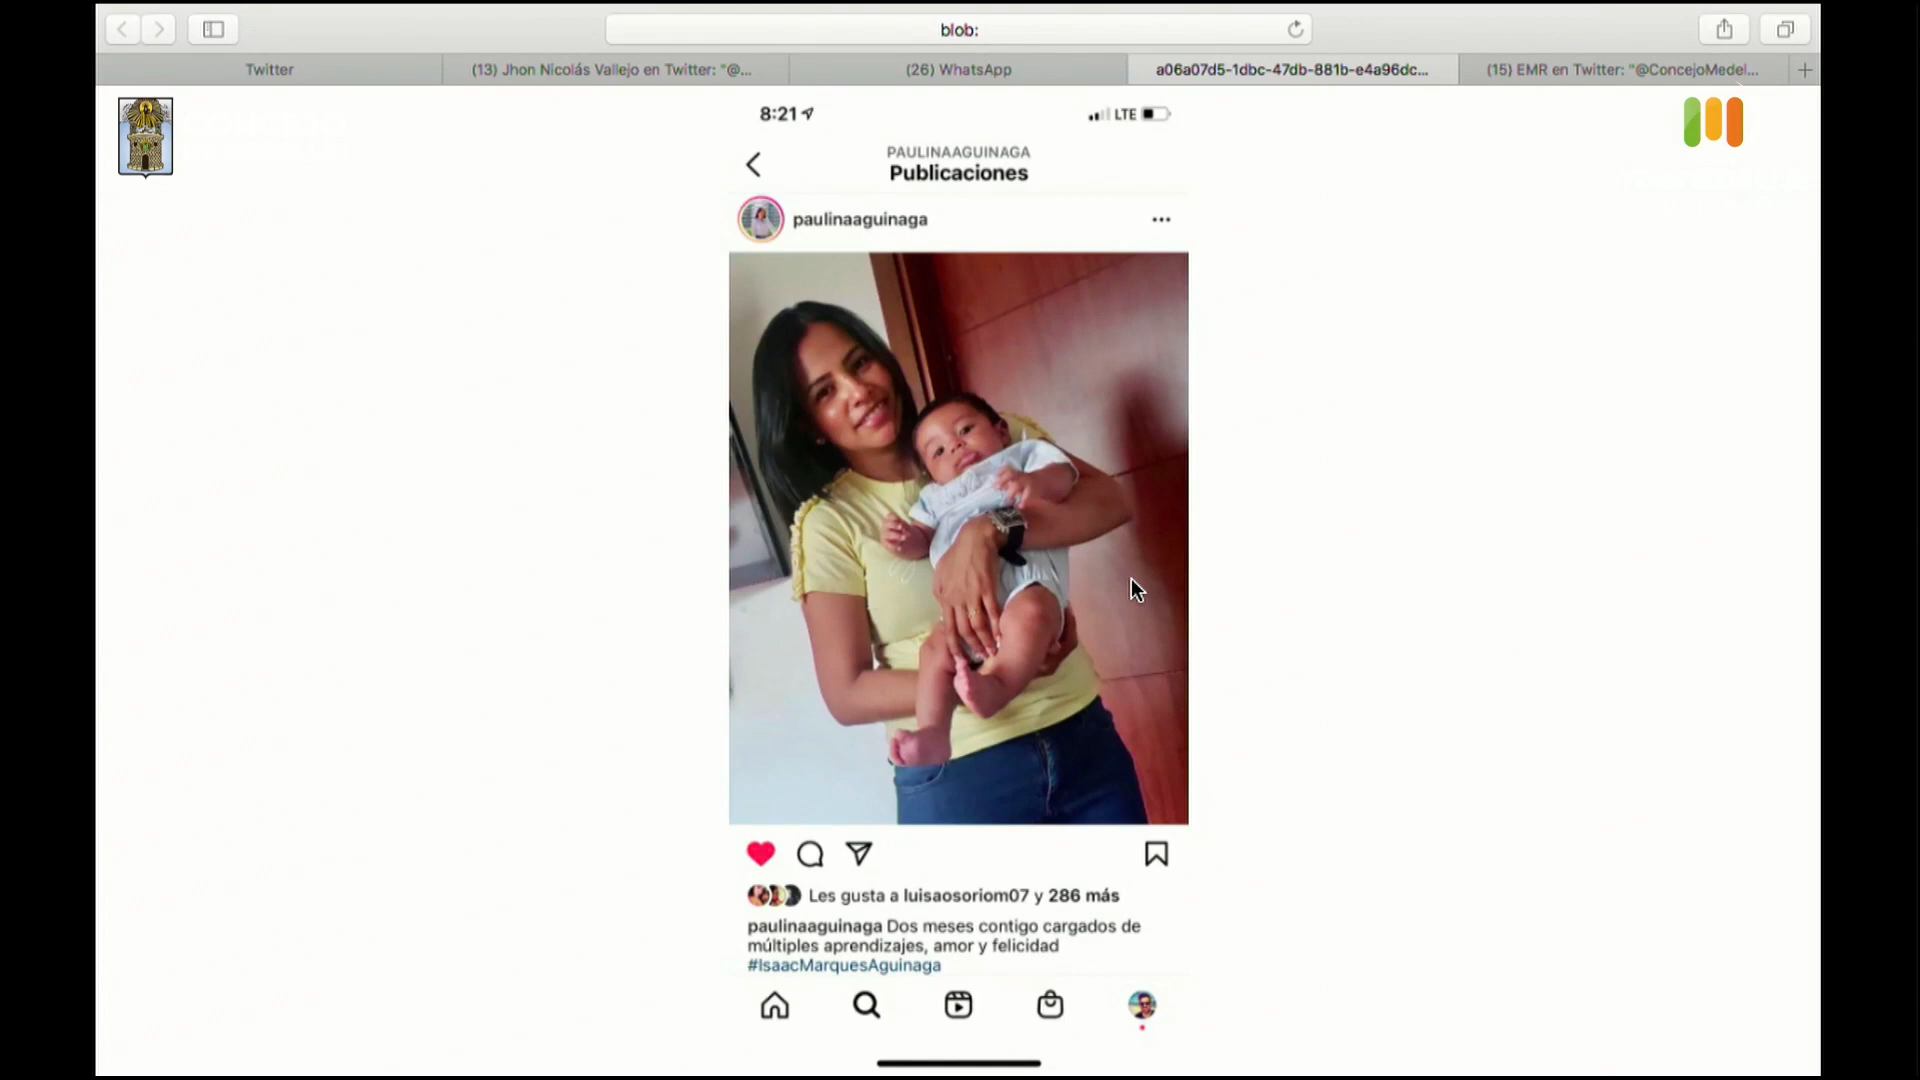 blob:
Twitter
(13) Jhon Nicolás Vallejo en Twitter: "@...
(26) WhatsApp
a06a07d5-1dbc-47db-881b-e4a96dc...
(15) EMR en Twitter: "@ConcejoMedel...
8:21
LTE
PAULINAAGUINAGA
Publicaciones
paulinaaguinaga
Les gusta a luisaosoriom07 y 286 más
paulinaaguinaga Dos meses contigo cargados de
múltiples aprendizajes, amor y felicidad
#IsaacMarquesAguinaga